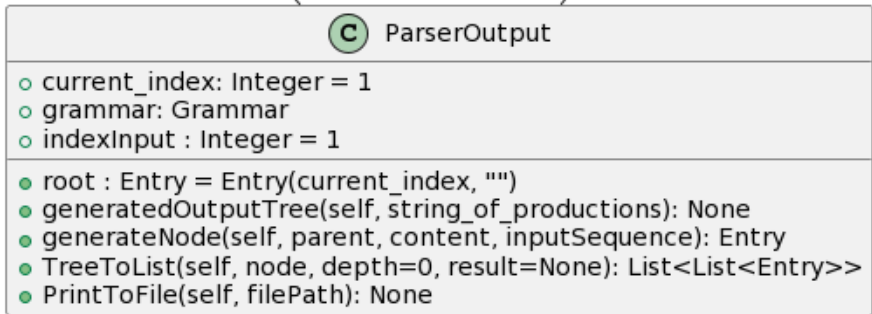 C ParserOutput
current_index: Integer = 1
grammar: Grammar
indexInput : Integer = 1
root : Entry = Entry(current_index, "")
generatedOutputTree(self, string_of_productions): None
generateNode(self, parent, content, inputSequence): Entry
TreeToList(self, node, depth=0, result=None): List<List<Entry>>
PrintToFile(self, filePath): None